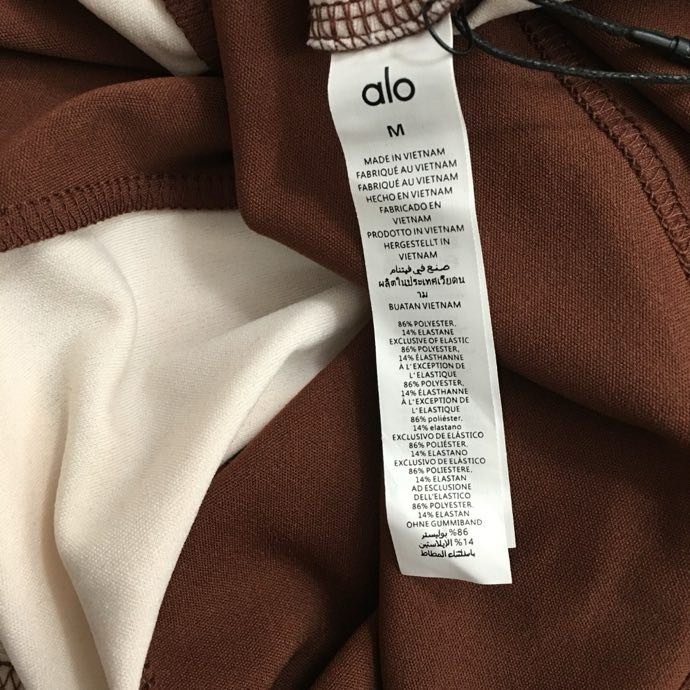 alo
M
MADE IN VIETNAM
FABRIQUÉ AU VIETNAM
FABRIQUÉ AU VIETNAM
HECHO EN VIETNAM
FABRICADO EN
VIETNAM
PRODOTTO IN VIETNAM
HERGESTELLT IN
VIETNAM
صنع في فيتنام
ผลิตในประเทศเวียดน
าม
BUATAN VIETNAM
86% POLYESTER,
14% ELASTANE
EXCLUSIVE OF ELASTIC
86% POLYESTER,
14% ÉLASTHANNE
À L'EXCEPTION DE
L'ELASTIQUE
86% POLYESTER,
14% ÉLASTHANNE
À L'EXCEPTION DE
L'ELASTIQUE
86% poliéster,
14% elastano
EXCLUSIVO DE ELÁSTICO
86% POLYESTER,
14% ELASTANO
EXCLUSIVO DE ELÁSTICO
86% POLIESTERE,
14% ELASTAN
AD ESCLUSIONE
DELL'ELASTICO
86% POLYESTER,
14% ELASTAN
OHNE GUMMIBAND
86% بوليستر
14% الإيلاستين
باستثناء المطاط